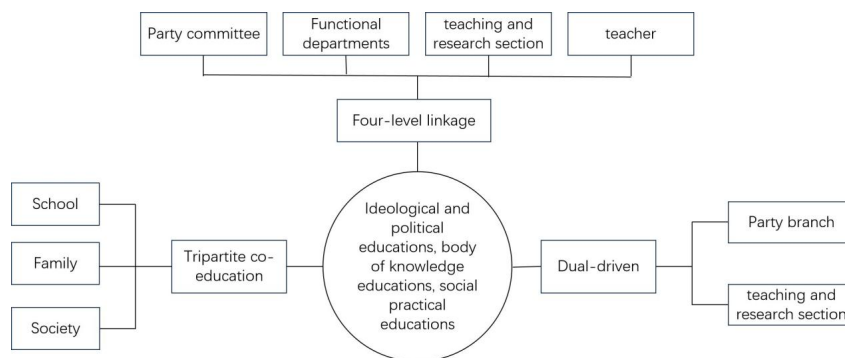 Party committee
Functional
departments
teaching and
research section
teacher
Four-level linkage
School
Family
Society
Tripartite co-
education
Ideological and
political
educations, body
of knowledge
educations, social
practical
educations
Dual-driven
Party branch
teaching and
research section